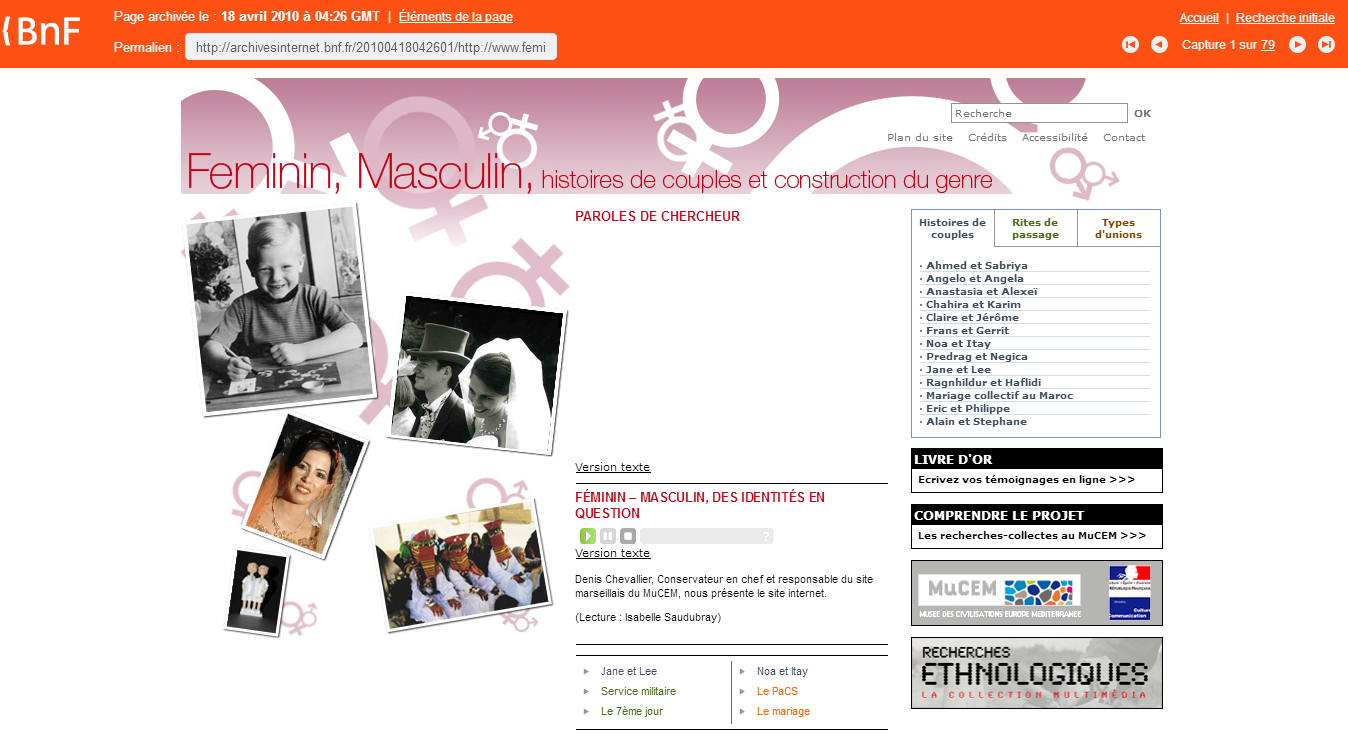 BnF
Page archivée le : 18 avril 2010 à 04:26 GMT | Éléments de la page
Permalien : http://archivesinternet.bnf.fr/20100418042601/http://www.femi
Accueil | Recherche initiale
Capture 1 sur 79
Recherche OK
Plan du site Crédits Accessibilité Contact
Feminin, Masculin, histoires de couples et construction du genre
PAROLES DE CHERCHEUR
Version texte
FÉMININ – MASCULIN, DES IDENTITÉS EN
QUESTION
?
Version texte
Denis Chevallier, Conservateur en chef et responsable du site
marseillais du MuCEM, nous présente le site internet.
(Lecture : Isabelle Saudubray)
Jane et Lee
Service militaire
Le 7ème jour
Noa et Itay
Le PaCS
Le mariage
Histoires de
couples
Rites de
passage
Types
d'unions
· Ahmed et Sabriya
· Angelo et Angela
· Anastasia et Alexeï
· Chahira et Karim
· Claire et Jérôme
· Frans et Gerrit
· Noa et Itay
· Predrag et Negica
· Jane et Lee
· Ragnhildur et Haflidi
· Mariage collectif au Maroc
· Eric et Philippe
· Alain et Stephane
LIVRE D'OR
Ecrivez vos témoignages en ligne >>>
COMPRENDRE LE PROJET
Les recherches-collectes au MuCEM >>>
MuCEM
MUSEE DES CIVILISATIONS EUROPE MEDITERRANEE
Culture
Communication
RECHERCHES
ETHNOLOGIQUES
LA COLLECTION MULTIMÉDIA